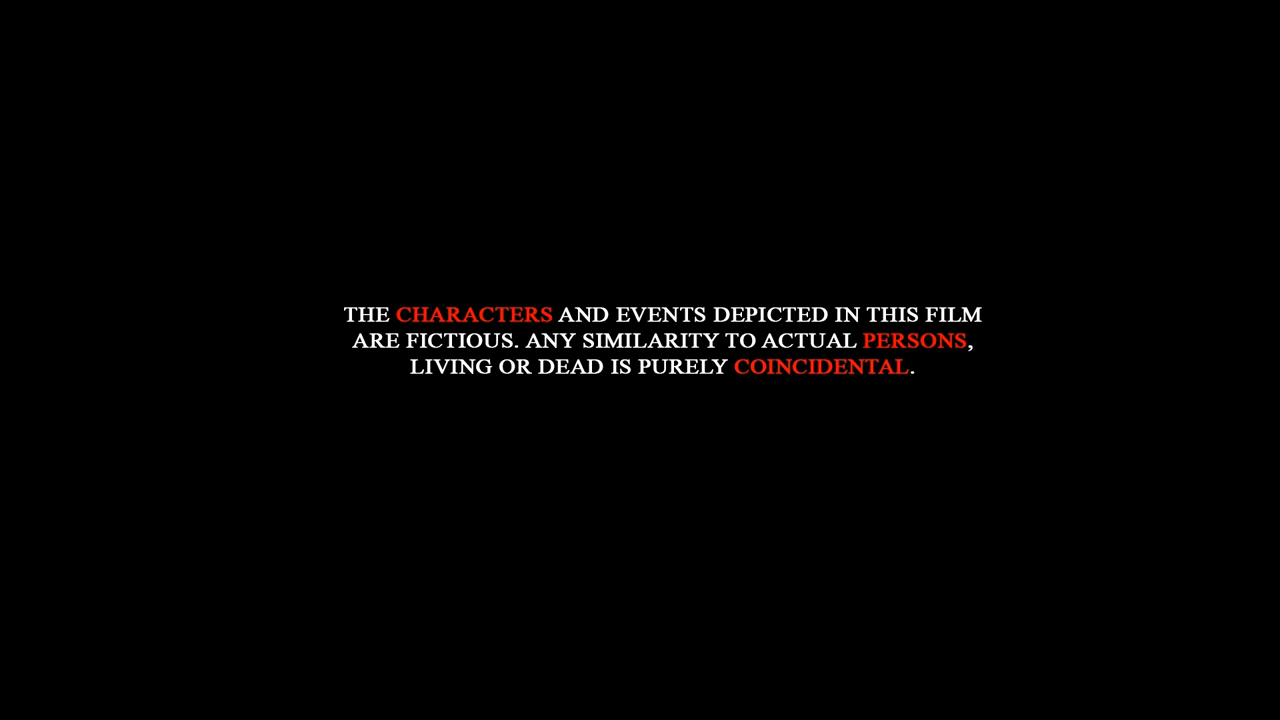 THE CHARACTERS AND EVENTS DEPICTED IN THIS FILM
ARE FICTIOUS. ANY SIMILARITY TO ACTUAL PERSONS,
LIVING OR DEAD IS PURELY COINCIDENTAL.